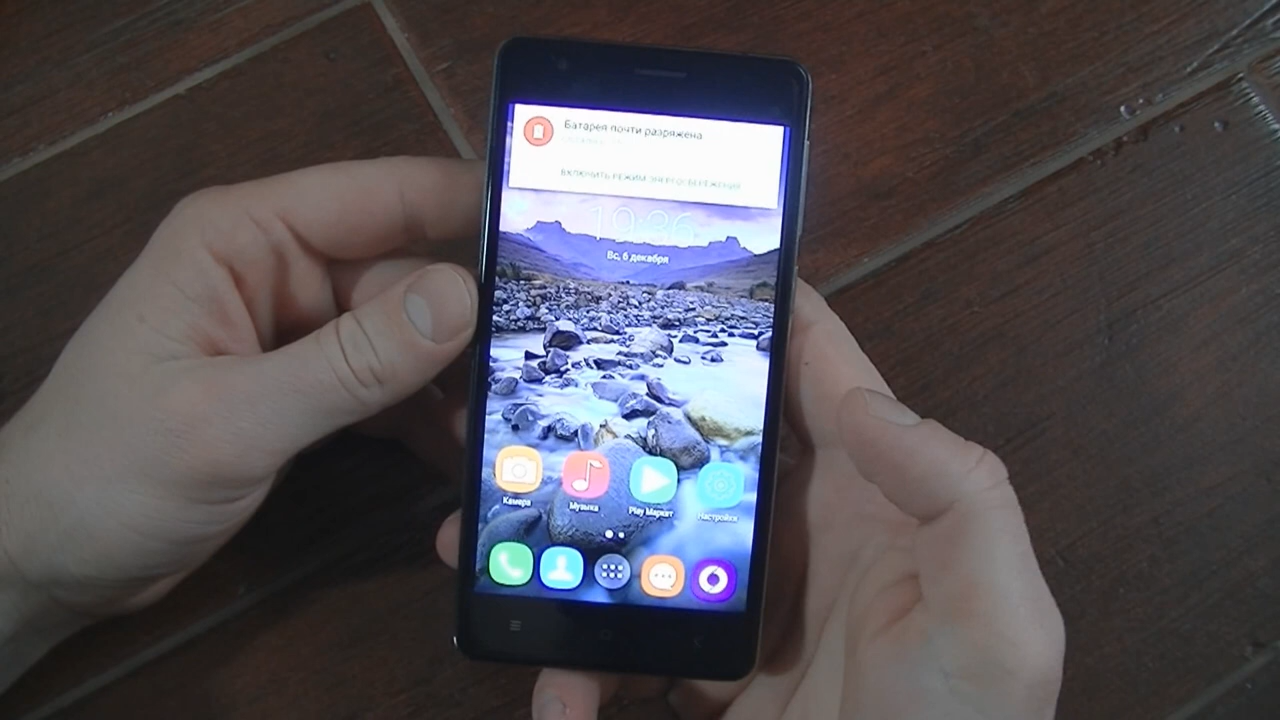 Батарея почти разряжена
ВКЛЮЧИТЬ РЕЖИМ ЭНЕРГОСБЕРЕЖЕНИЯ
19:36
Вс, 6 декабря
Камера
Музыка
Play Маркет
Настройки